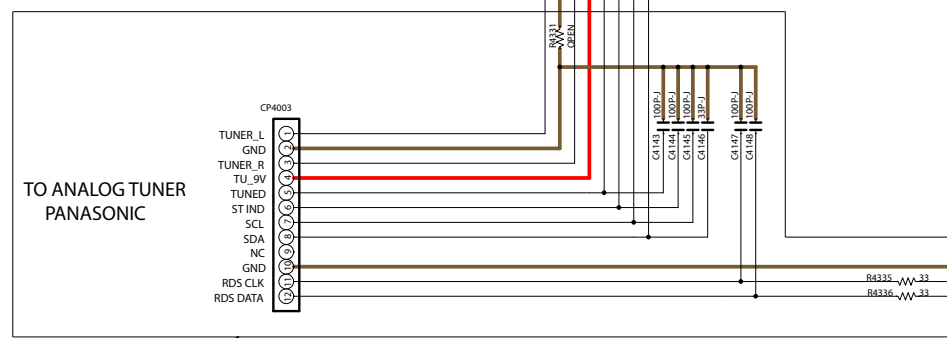 R4331
OPEN
100P-J
100P-J
100P-J
33P-J
100P-J
100P-J
C4143
C4144
C4145
C4146
C4147
C4148
CP4003
TUNER_L 1
GND 2
TUNER_R 3
TU_9V 4
TUNED 5
ST IND 6
SCL 7
SDA 8
NC 9
GND 10
RDS CLK 11
RDS DATA 12
TO ANALOG TUNER
PANASONIC
R4335 33
R4336 33